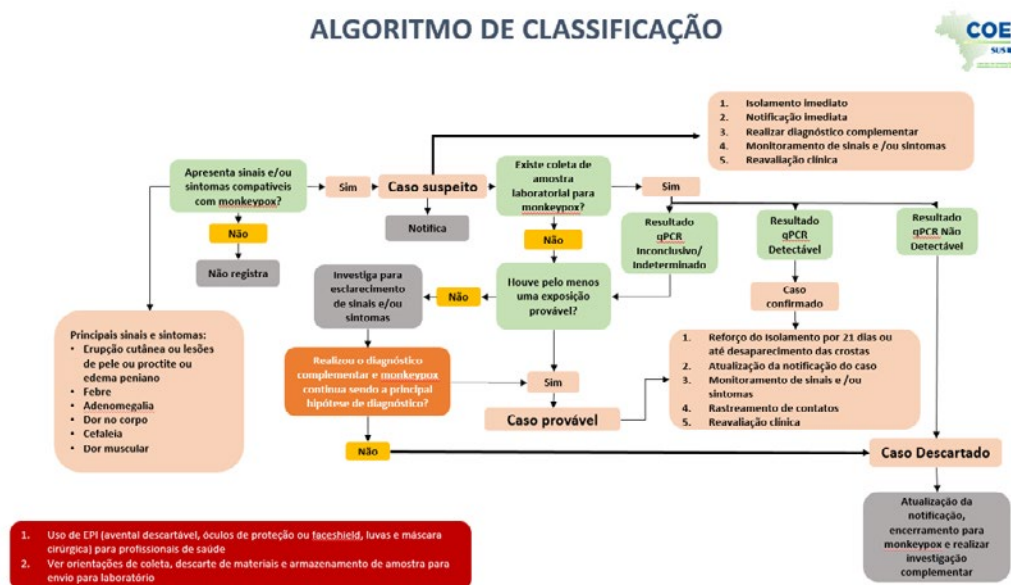 ALGORITMO DE CLASSIFICAÇÃO
COE
SUS
1. Isolamento imediato
2. Notificação imediata
3. Realizar diagnóstico complementar
4. Monitoramento de sinais e /ou sintomas
5. Reavaliação clínica
Apresenta sinais e/ou
sintomas compatíveis
com monkeypox?
Sim
Caso suspeito
Existe coleta de
amostra
laboratorial para
monkeypox?
Sim
Não
Não registra
Notifica
Não
Resultado
qPCR
Inconclusivo/
Indeterminado
Resultado
qPCR
Detectável
Resultado
qPCR Não
Detectável
Investiga para
esclarecimento
de sinais e/ou
sintomas
Não
Houve pelo menos
uma exposição
provável?
Caso
confirmado
Principais sinais e sintomas:
• Erupção cutânea ou lesões
de pele ou proctite ou
edema peniano
• Febre
• Adenomegalia
• Dor no corpo
• Cefaleia
• Dor muscular
Realizou o diagnóstico
complementar e monkeypox
continua sendo a principal
hipótese de diagnóstico?
Sim
Caso provável
1. Reforço do isolamento por 21 dias ou
até desaparecimento das crostas
2. Atualização da notificação do caso
3. Monitoramento de sinais e /ou
sintomas
4. Rastreamento de contatos
5. Reavaliação clínica
Não
Caso Descartado
Atualização da
notificação,
encerramento para
monkeypox e realizar
investigação
complementar
1. Uso de EPI (avental descartável, óculos de proteção ou faceshield, luvas e máscara
cirúrgica) para profissionais de saúde
2. Ver orientações de coleta, descarte de materiais e armazenamento de amostra para
envio para laboratório